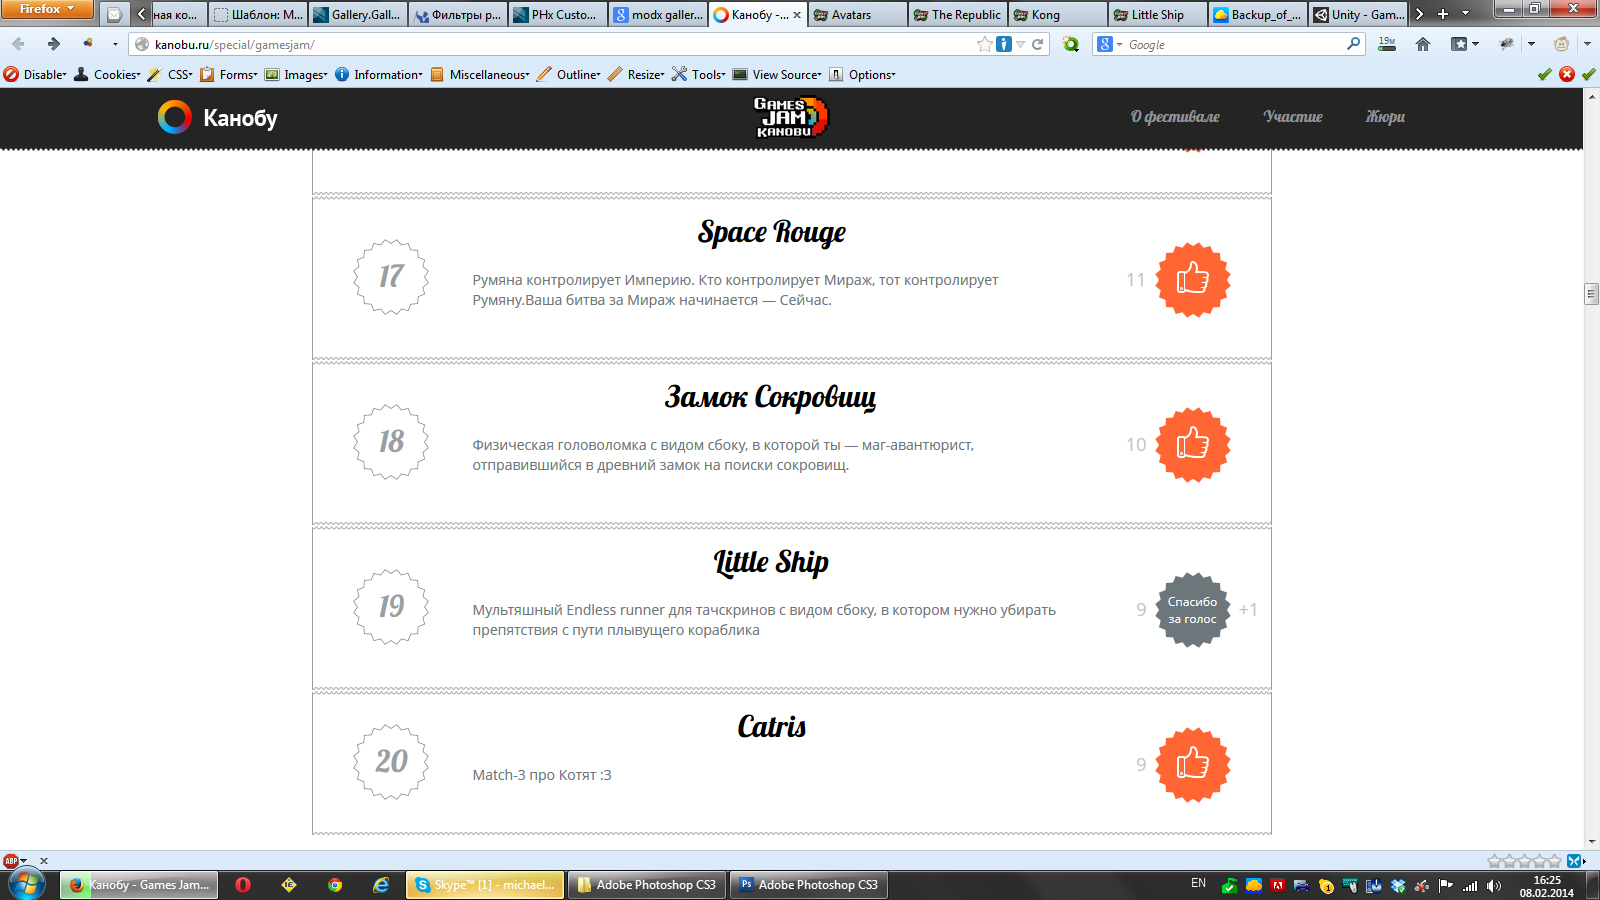 Firefox
ная ко...
Шаблон: M...
Gallery.Gall...
Фильтры р...
PHx Custo...
modx galler...
Канобу -...
Avatars
The Republic
Kong
Little Ship
Backup_of_...
Unity - Gam...
kanobu.ru/special/gamesjam/
Google
19м
Disable
Cookies
CSS
Forms
Images
Information
Miscellaneous
Outline
Resize
Tools
View Source
Options
Канобу
GAMES
JAM
KANOBU
О фестивале
Участие
Жюри
17
Space Rouge
Румяна контролирует Империю. Кто контролирует Мираж, тот контролирует
Румяну.Ваша битва за Мираж начинается — Сейчас.
11
18
Замок Сокровищ
Физическая головоломка с видом сбоку, в которой ты — маг-авантюрист,
отправившийся в древний замок на поиски сокровищ.
10
19
Little Ship
Мультяшный Endless runner для тачскринов с видом сбоку, в котором нужно убирать
препятствия с пути плывущего кораблика
9
Спасибо
за голос
+1
20
Catris
Match-3 про Котят :3
9
ABP
Канобу - Games Jam...
Skype™ [1] - michael...
Adobe Photoshop CS3
Ps
Adobe Photoshop CS3
EN
16:25
08.02.2014